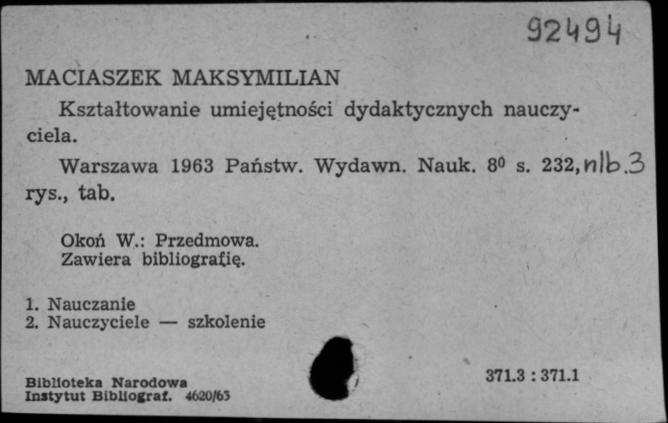 92494
MACIASZEK MAKSYMILIAN
Kształtowanie umiejętności dydaktycznych nauczy-
ciela.
Warszawa 1963 Państw. Wydawn. Nauk. 8⁰ s. 232, nlb. 3
rys., tab.
Okoń W.: Przedmowa.
Zawiera bibliografię.
1. Nauczanie
2. Nauczyciele — szkolenie
371.3 : 371.1
Biblioteka Narodowa
Instytut Bibliograf. 4620/63